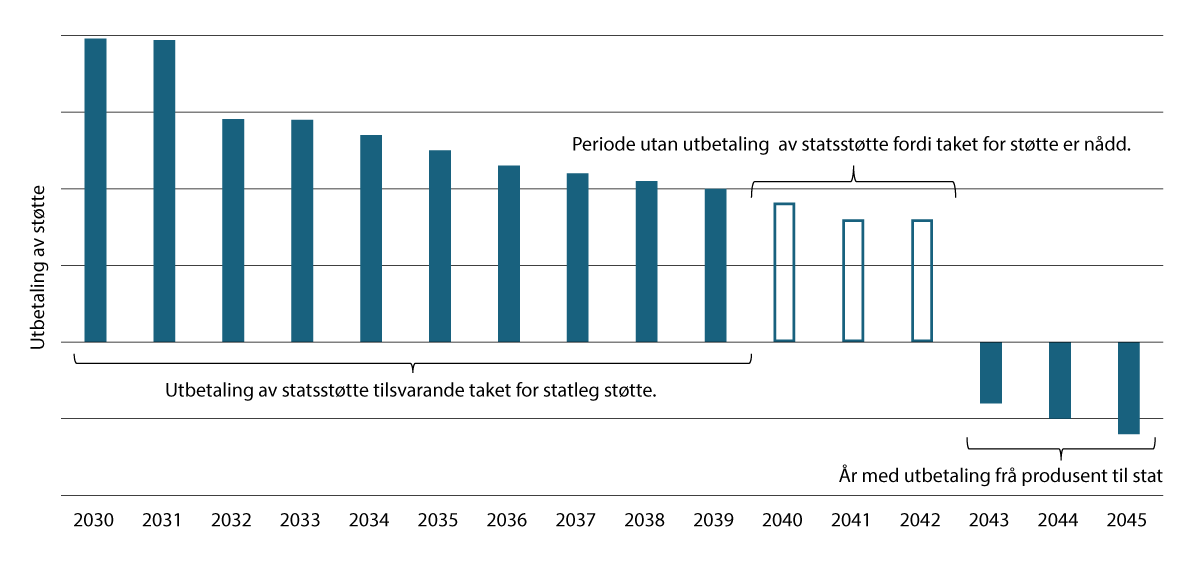 Periode utan utbetaling  av statsstøtte fordi taket for støtte er nådd.
Utbetaling av støtte
Utbetaling av statsstøtte tilsvarande taket for statleg støtte.
År med utbetaling frå produsent til stat
2030 2031 2032 2033 2034 2035 2036 2037 2038 2039 2040 2041 2042 2043 2044 2045